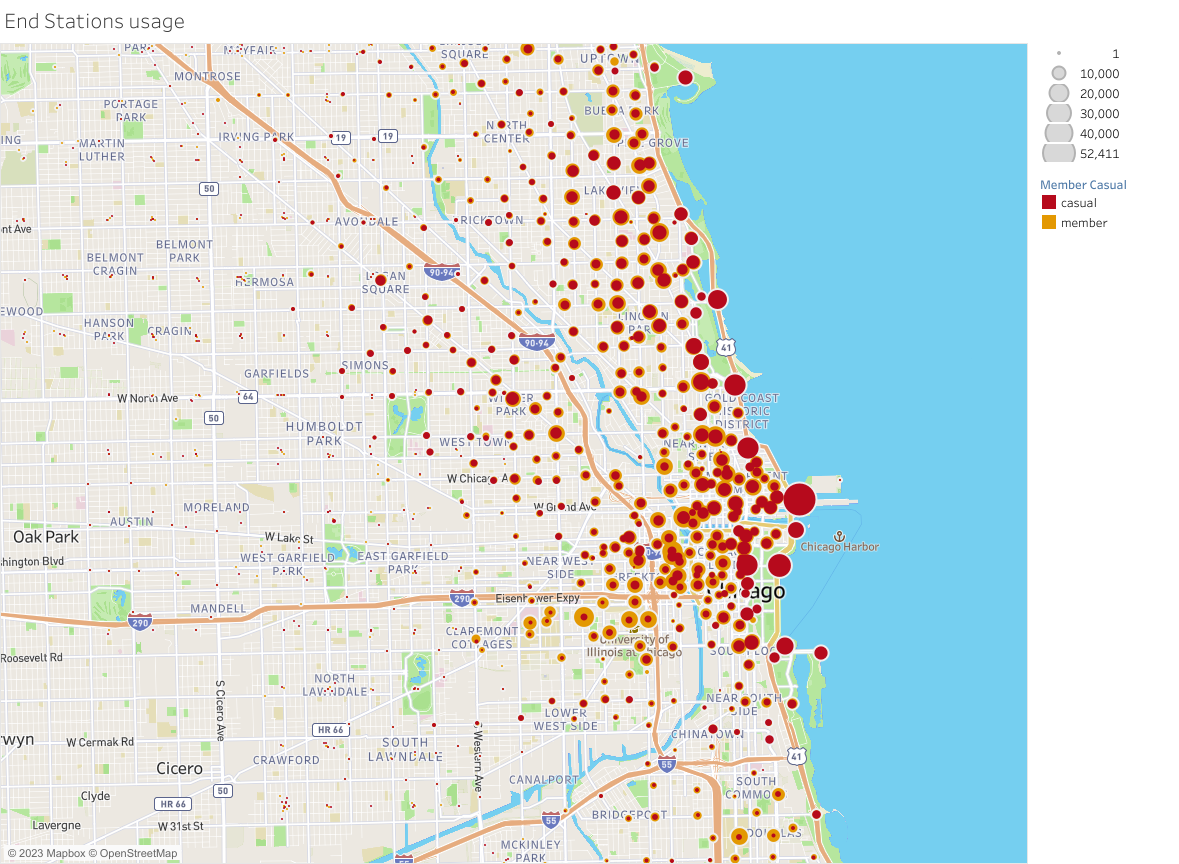 End Stations usage
1
10,000
20,000
30,000
40,000
52,411
Member Casual
casual
member
MAYFAIR
SQUARE
UPTOWN
MONTROSE
PORTAGE
PARK
BUENA PARK
NORTH
CENTER
IRVING PARK
19
19
MARTIN
LUTHER
ING
GROVE
50
LAKEVIEW
AVONDALE
RICKTOWN
nt Ave
BELMONT
PARK
BELMONT
CRAGIN
HERMOSA
LOGAN
SQUARE
90-94
EWOOD
HANSON
PARK
CRAGIN
LINCOLN
PARK
90-94
41
SIMONS
GARFIELDS
W North Ave
64
50
GOLD COAST
HISTORIC
DISTRICT
PARK
HUMBOLDT
PARK
WEST TOWN
W Chicago A
MORELAND
W Grand Ave
AUSTIN
Oak Park
W Lake St
hington Blvd
WEST GARFIELD
PARK
EAST GARFIELD
PARK
NEAR WEST
SIDE
GREEKTOWN
Chicago Harbor
Chicago
Eisenhower Expy
290
290
MANDELL
CLAREMONT
COTTAGES
University of
Illinois at Chicago
SOUTH LOOP
Roosevelt Rd
NORTH
LAWNDALE
S Cicero Ave
NEAR SOUTH
SIDE
LOWER
WEST SIDE
HR 66
CHINATOWN
rwyn
W Cermak Rd
SOUTH
LAWNDALE
S Western Ave
41
CRAWFORD
Cicero
55
CANALPORT
SOUTH
COMMONS
50
Clyde
HR 66
BRIDGEPORT
55
Lavergne
W 31st St
DOUGLAS
MCKINLEY
PARK
55
© 2023 Mapbox © OpenStreetMap